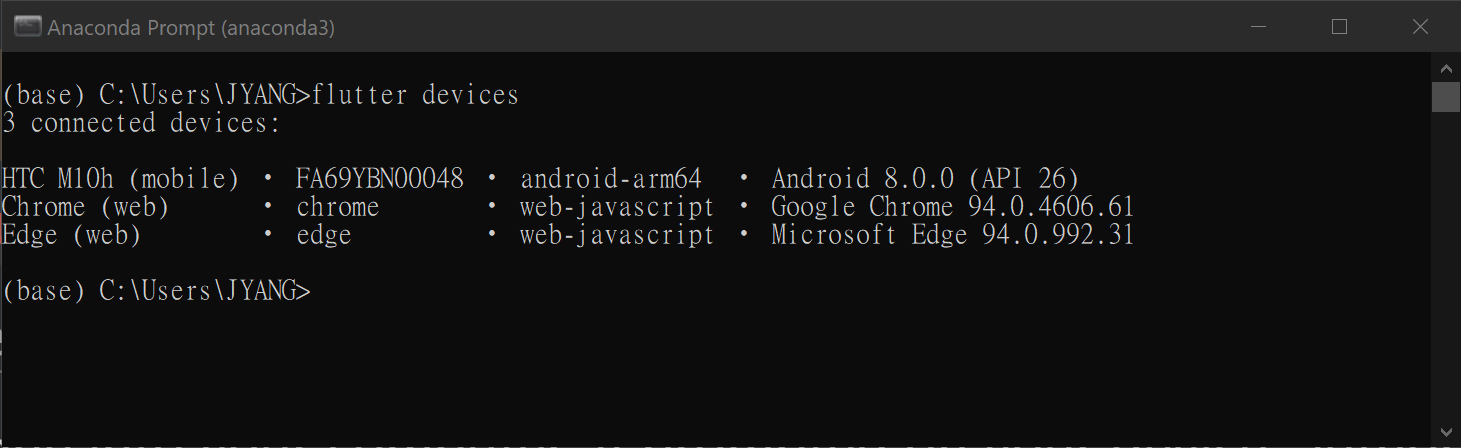 Anaconda Prompt (anaconda3)
(base) C:\Users\JYANG>flutter devices
3 connected devices:
HTC M10h (mobile) • FA69YBN00048 • android-arm64 • Android 8.0.0 (API 26)
Chrome (web) • chrome • web-javascript • Google Chrome 94.0.4606.61
Edge (web) • edge • web-javascript • Microsoft Edge 94.0.992.31
(base) C:\Users\JYANG>